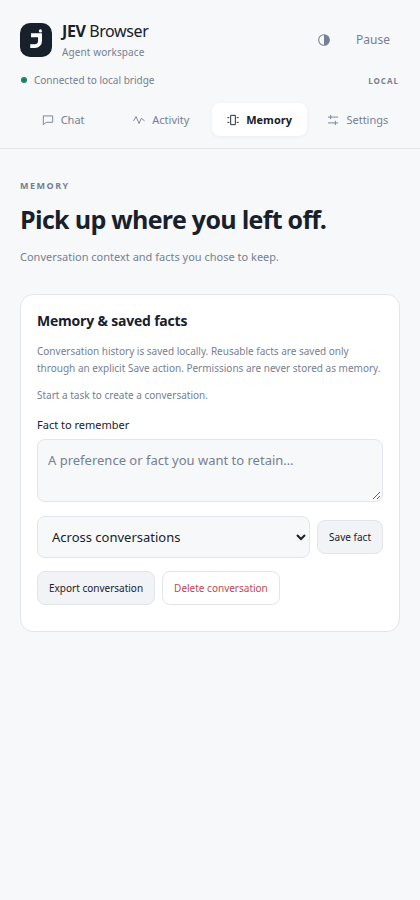 JEV Browser
Agent workspace
Pause
Connected to local bridge
LOCAL
Chat
Activity
Memory
Settings
MEMORY
Pick up where you left off.
Conversation context and facts you chose to keep.
Memory & saved facts
Conversation history is saved locally. Reusable facts are saved only
through an explicit Save action. Permissions are never stored as memory.
Start a task to create a conversation.
Fact to remember
A preference or fact you want to retain...
Across conversations
Save fact
Export conversation
Delete conversation